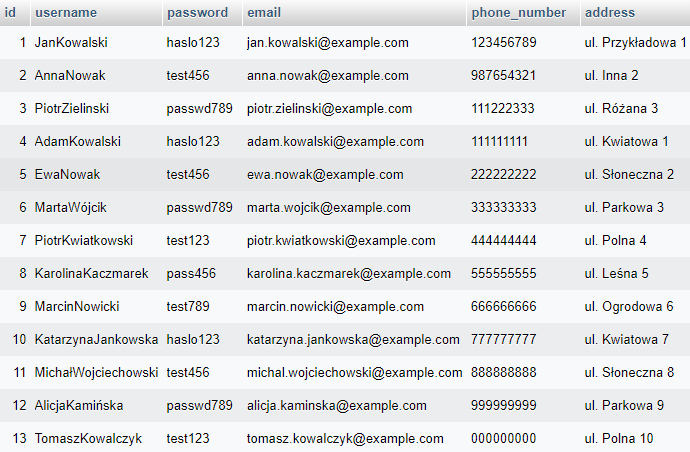 id username password email phone_number address
1 JanKowalski haslo123 jan.kowalski@example.com 123456789 ul. Przykładowa 1
2 AnnaNowak test456 anna.nowak@example.com 987654321 ul. Inna 2
3 PiotrZielinski passwd789 piotr.zielinski@example.com 111222333 ul. Różana 3
4 AdamKowalski haslo123 adam.kowalski@example.com 111111111 ul. Kwiatowa 1
5 EwaNowak test456 ewa.nowak@example.com 222222222 ul. Słoneczna 2
6 MartaWójcik passwd789 marta.wojcik@example.com 333333333 ul. Parkowa 3
7 PiotrKwiatkowski test123 piotr.kwiatkowski@example.com 444444444 ul. Polna 4
8 KarolinaKaczmarek pass456 karolina.kaczmarek@example.com 555555555 ul. Leśna 5
9 MarcinNowicki test789 marcin.nowicki@example.com 666666666 ul. Ogrodowa 6
10 KatarzynaJankowska haslo123 katarzyna.jankowska@example.com 777777777 ul. Kwiatowa 7
11 MichałWojciechowski test456 michal.wojciechowski@example.com 888888888 ul. Słoneczna 8
12 AlicjaKamińska passwd789 alicja.kaminska@example.com 999999999 ul. Parkowa 9
13 TomaszKowalczyk test123 tomasz.kowalczyk@example.com 000000000 ul. Polna 10